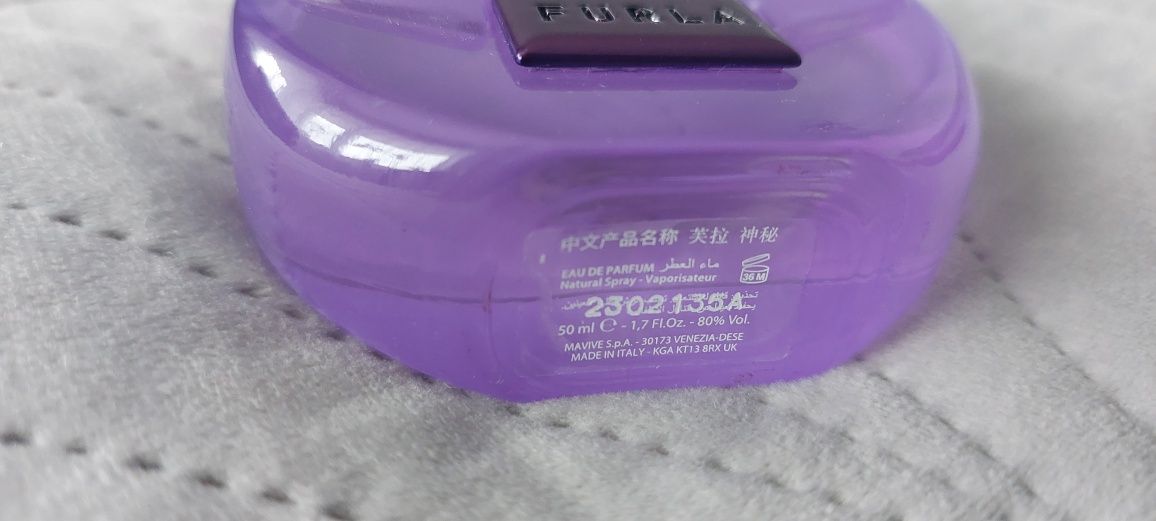 FURLA
中文产品名称 芙拉 神秘
EAU DE PARFUM ماء العطر
Natural Spray - Vaporisateur
36 M
2302135A
50 ml ℮ - 1,7 Fl.Oz. - 80% Vol.
MAVIVE S.p.A. - 30173 VENEZIA-DESE
MADE IN ITALY - KGA KT13 8RX UK